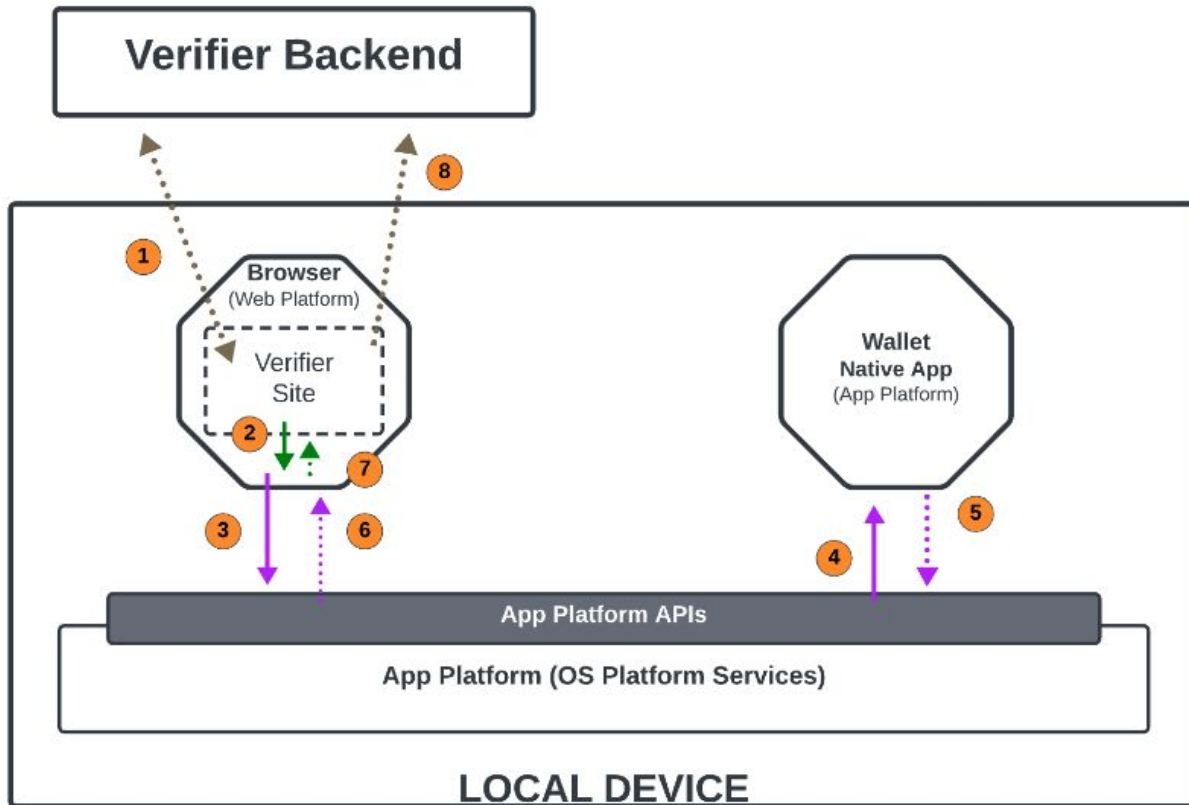 Verifier Backend
8
1
Browser
(Web Platform)
Verifier
Site
Wallet
Native App
(App Platform)
2
7
3
6
5
4
App Platform APIs
App Platform (OS Platform Services)
LOCAL DEVICE